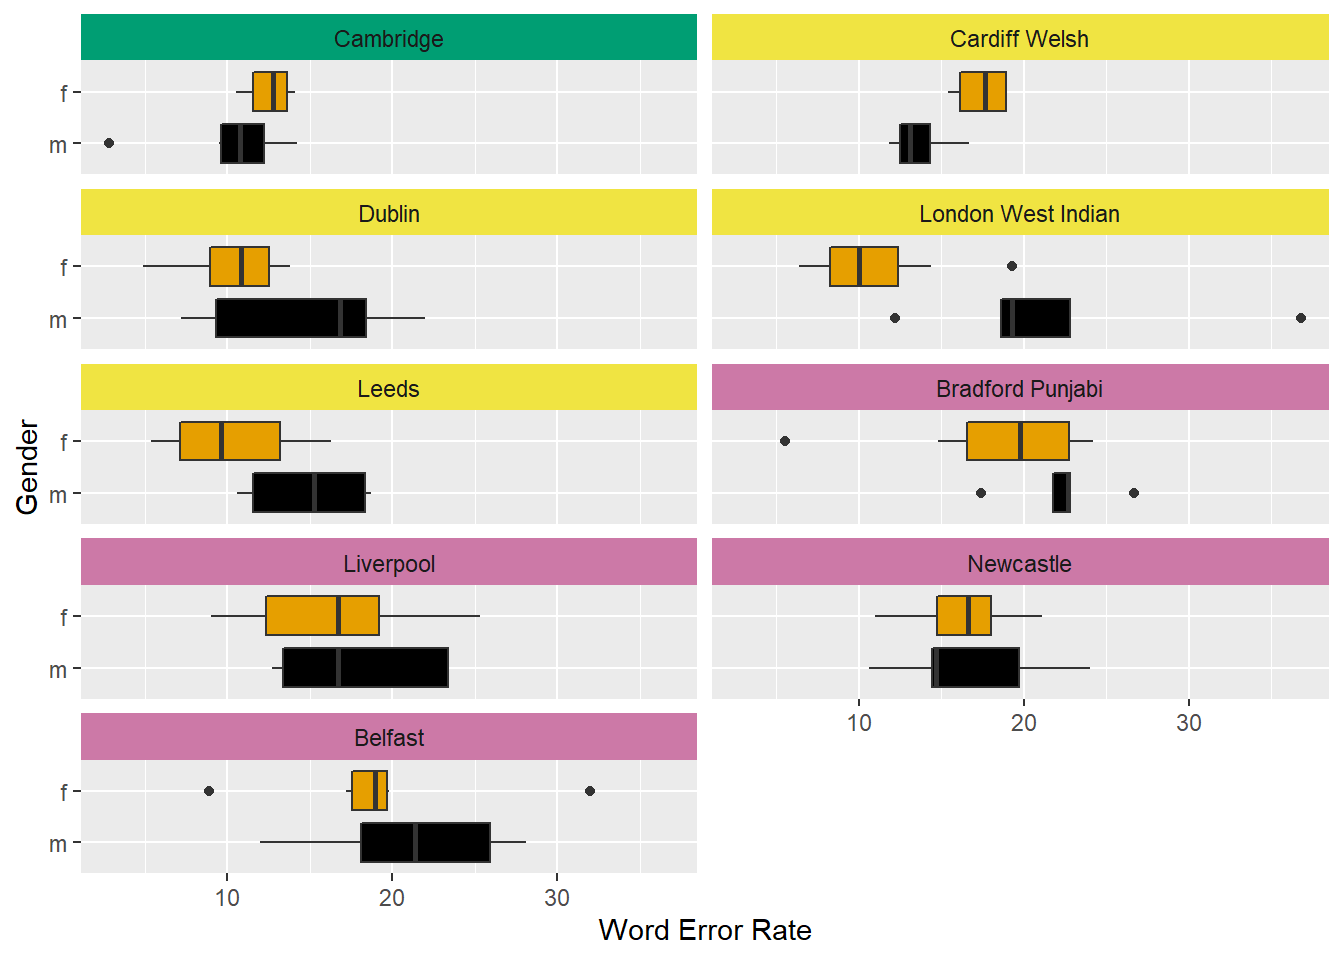 Cambridge
Cardiff Welsh
f
m
Dublin
London West Indian
f
m
Leeds
Bradford Punjabi
f
m
Gender
Liverpool
Newcastle
f
m
10 20 30
Belfast
f
m
10 20 30
Word Error Rate